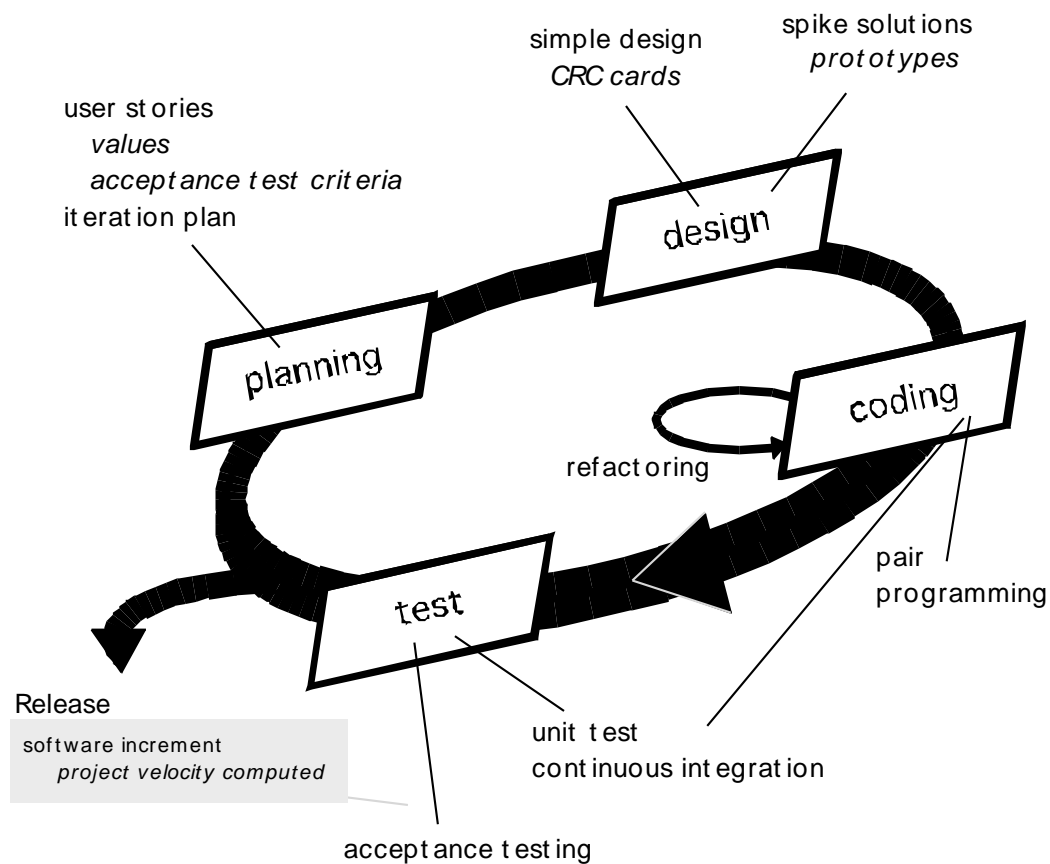 simple design
CRC cards
spike solutions
prototypes
user stories
values
acceptance test criteria
iteration plan
design
planning
coding
refactoring
pair
programming
test
Release
software increment
project velocity computed
unit test
continuous integration
acceptance testing